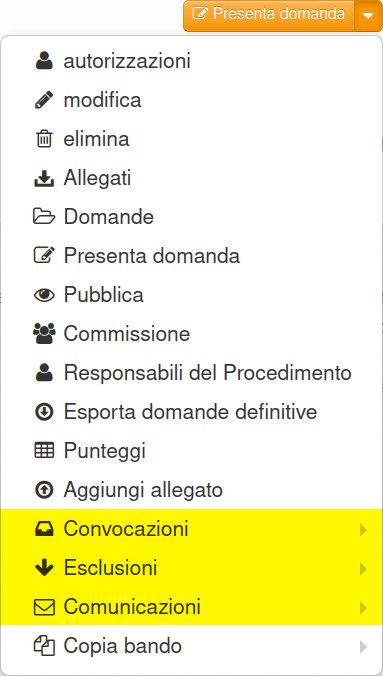 Presenta domanda
autorizzazioni
modifica
elimina
Allegati
Domande
Presenta domanda
Pubblica
Commissione
Responsabili del Procedimento
Esporta domande definitive
Punteggi
Aggiungi allegato
Convocazioni
Esclusioni
Comunicazioni
Copia bando